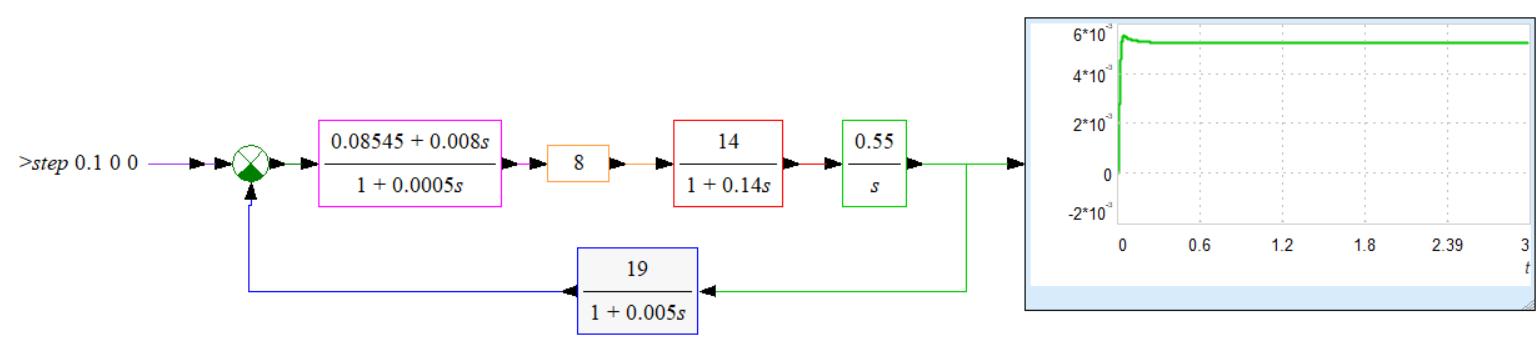 >step 0.1 0 0
0.08545 + 0.008s
1 + 0.0005s
8
14
1 + 0.14s
0.55
s
19
1 + 0.005s
6*10⁻³
4*10⁻³
2*10⁻³
0
-2*10⁻³
0 0.6 1.2 1.8 2.39 3
t